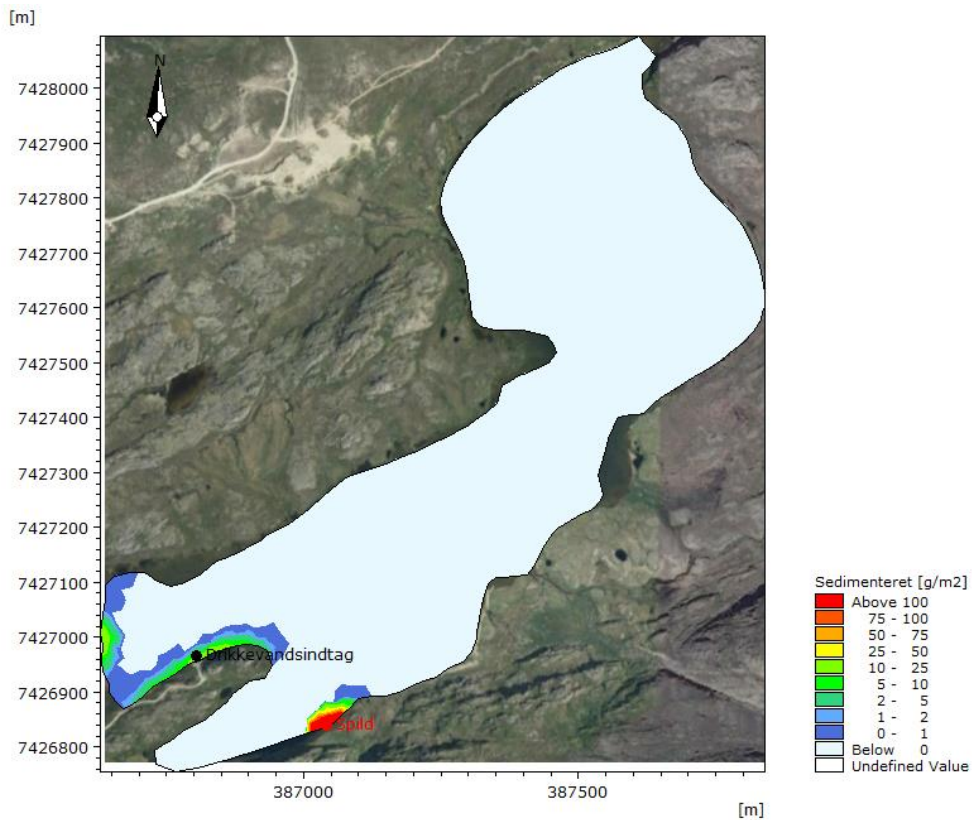 [m]
N
7428000
7427900
7427800
7427700
7427600
7427500
7427400
7427300
7427200
7427100
7427000
7426900
7426800
Drikkevandsindtag
Spild
387000
387500
[m]
Sedimenteret [g/m2]
Above 100
75 - 100
50 - 75
25 - 50
10 - 25
5 - 10
2 - 5
1 - 2
0 - 1
Below 0
Undefined Value